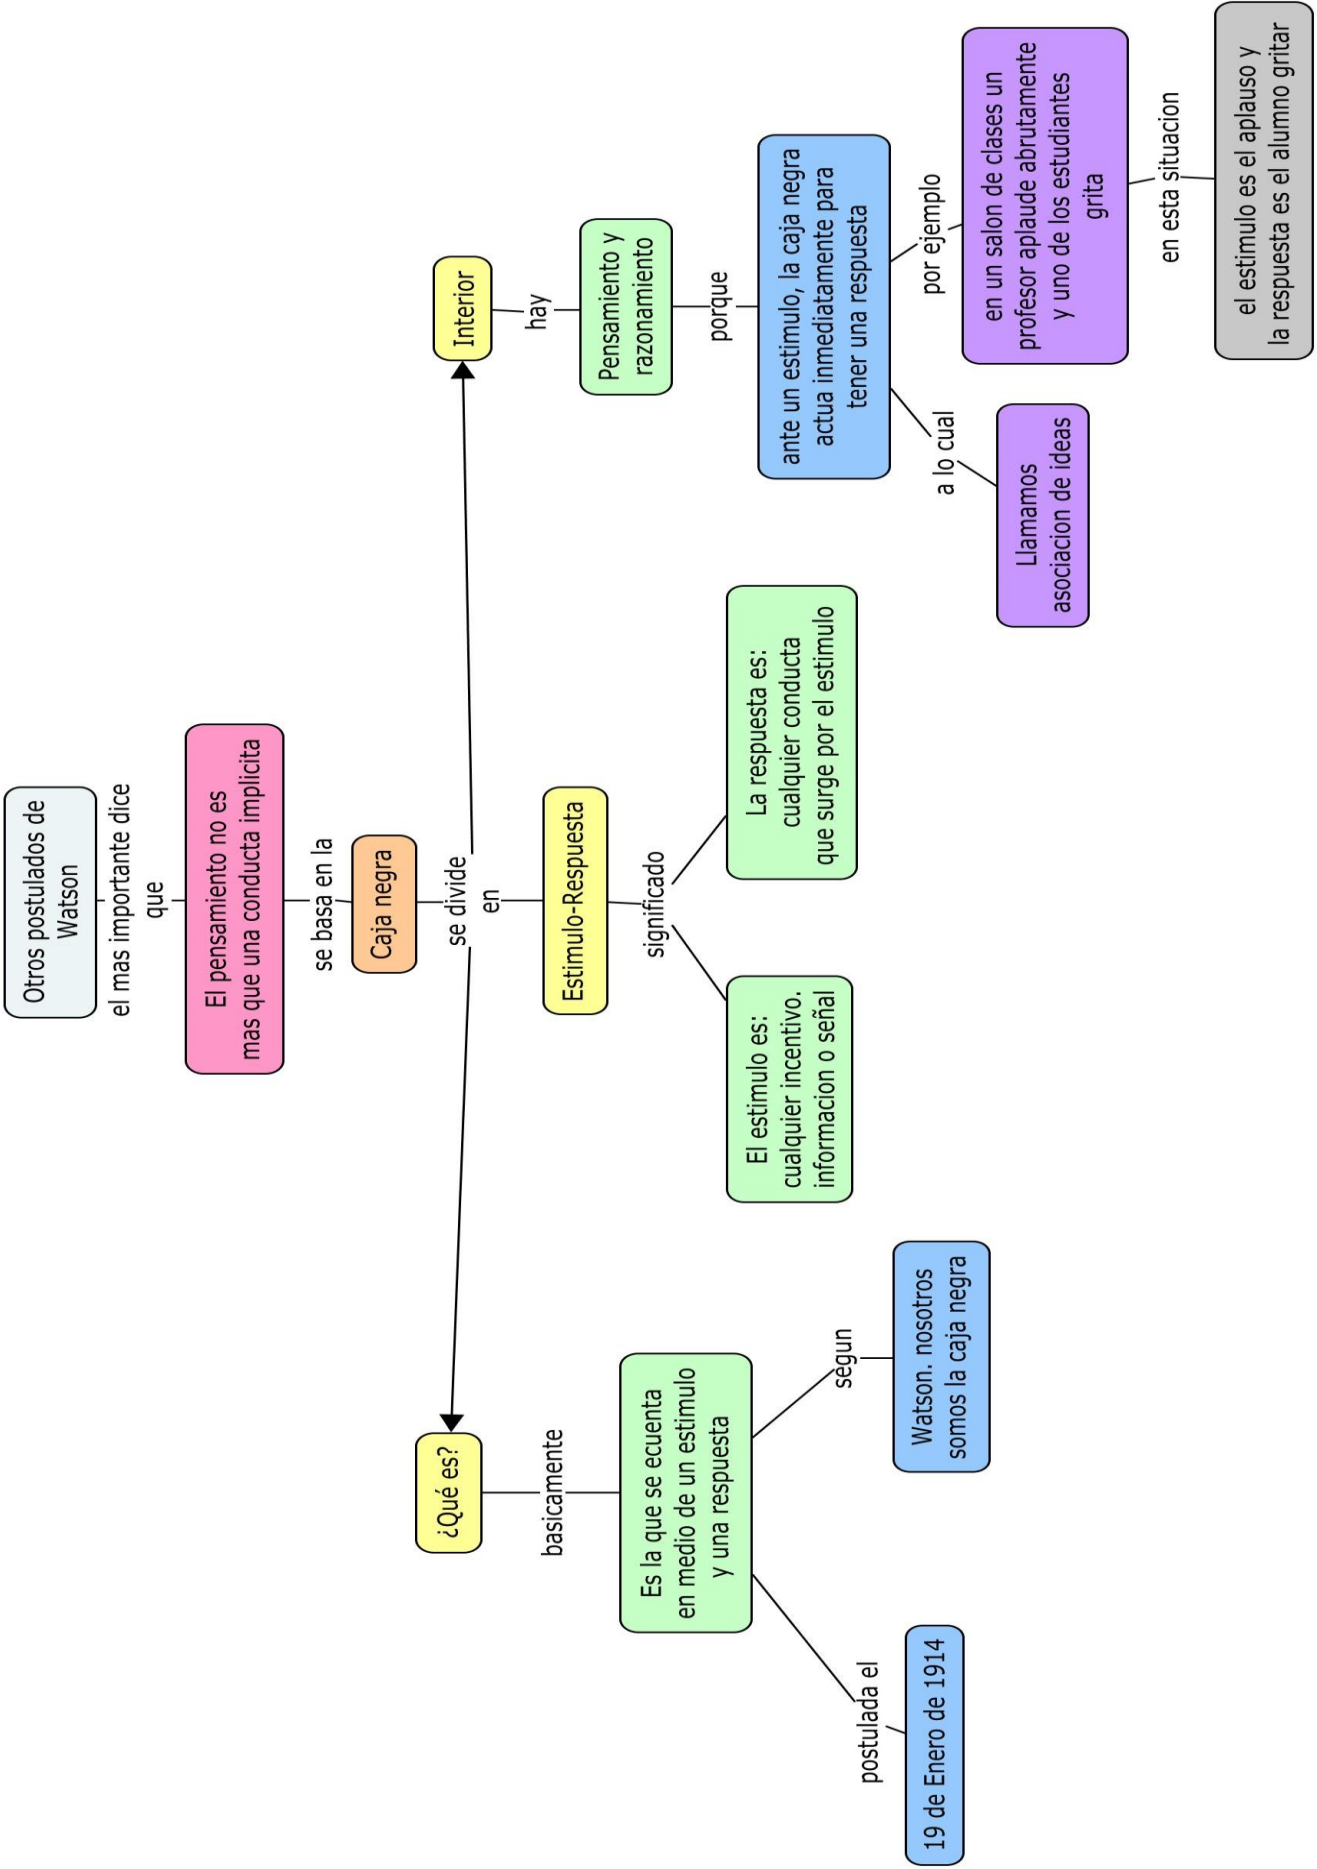 Otros postulados de
Watson
el mas importante dice
que
El pensamiento no es
mas que una conducta implicita
se basa en la
Caja negra
se divide
en
¿Qué es?
basicamente
Es la que se ecuenta
en medio de un estimulo
y una respuesta
postulada el
19 de Enero de 1914
segun
Watson. nosotros
somos la caja negra
Estimulo-Respuesta
significado
El estimulo es:
cualquier incentivo.
informacion o señal
La respuesta es:
cualquier conducta
que surge por el estimulo
Interior
hay
Pensamiento y
razonamiento
porque
ante un estimulo, la caja negra
actua inmediatamente para
tener una respuesta
a lo cual
Llamamos
asociacion de ideas
por ejemplo
en un salon de clases un
profesor aplaude abrutamente
y uno de los estudiantes
grita
en esta situacion
el estimulo es el aplauso y
la respuesta es el alumno gritar